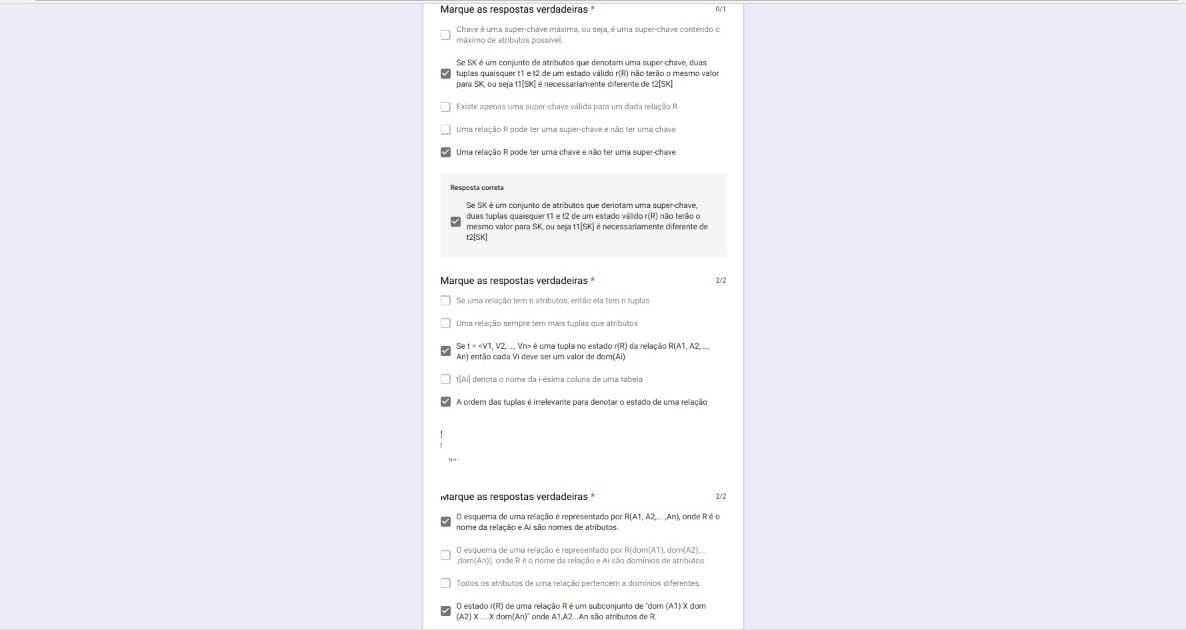 Marque as respostas verdadeiras *
0/1
Chave é uma super-chave máxima, ou seja, é uma super-chave contendo o
máximo de atributos possível.
Se SK é um conjunto de atributos que denotam uma super-chave, duas
tuplas quaisquer t1 e t2 de um estado válido r(R) não terão o mesmo valor
para SK, ou seja t1[SK] é necessariamente diferente de t2[SK]
Existe apenas uma super-chave válida para um dada relação R
Uma relação R pode ter uma super-chave e não ter uma chave
Uma relação R pode ter uma chave e não ter uma super-chave
Resposta correta
Se SK é um conjunto de atributos que denotam uma super-chave,
duas tuplas quaisquer t1 e t2 de um estado válido r(R) não terão o
mesmo valor para SK, ou seja t1[SK] é necessariamente diferente de
t2[SK]
Marque as respostas verdadeiras *
2/2
Se uma relação tem n atributos, então ela tem n tuplas
Uma relação sempre tem mais tuplas que atributos
Se t = <V1, V2, ..., Vn> é uma tupla no estado r(R) da relação R(A1, A2, ...,
An) então cada Vi deve ser um valor de dom(Ai)
t[Ai] denota o nome da i-ésima coluna de uma tabela
A ordem das tuplas é irrelevante para denotar o estado de uma relação
Marque as respostas verdadeiras *
2/2
O esquema de uma relação é representado por R(A1, A2,... ,An), onde R é o
nome da relação e Ai são nomes de atributos.
O esquema de uma relação é representado por R(dom(A1), dom(A2)...
,dom(An)), onde R é o nome da relação e Ai são domínios de atributos.
Todos os atributos de uma relação pertencem a domínios diferentes.
O estado r(R) de uma relação R é um subconjunto de "dom (A1) X dom
(A2) X ....X dom(An)" onde A1,A2...An são atributos de R.